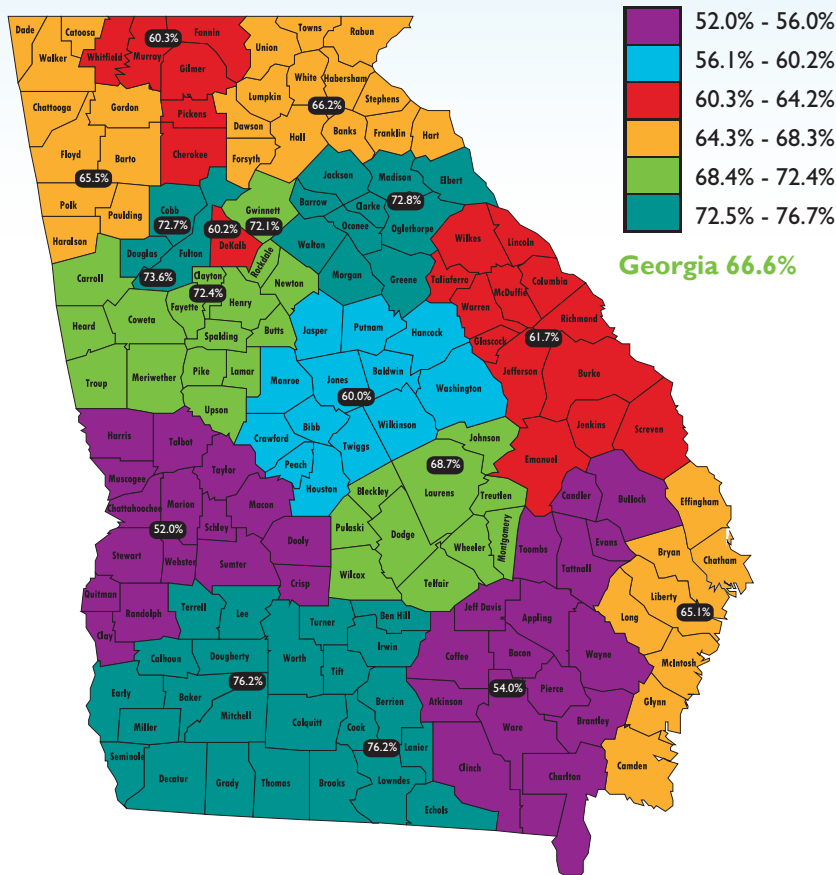 Dade
Catoosa
Walker
Whitfield
Murray
60.3%
Fannin
Gilmer
Union
Towns
Rabun
White
Habersham
Lumpkin
66.2%
Stephens
Chattooga
Gordon
Pickens
Dawson
Hall
Banks
Franklin
Hart
Floyd
Barto
65.5%
Cherokee
Forsyth
Polk
Paulding
Haralson
Cobb
72.7%
Gwinnett
72.1%
60.2%
DeKalb
Fulton
Douglas
73.6%
Jackson
Madison
Elbert
Barrow
Clarke
72.8%
Oconee
Oglethorpe
Walton
Morgan
Greene
Wilkes
Lincoln
Taliaferro
Columbia
McDuffie
Warren
Richmond
Glascock
61.7%
Jefferson
Burke
Jenkins
Screven
Emanuel
Carroll
Clayton
72.4%
Rockdale
Newton
Henry
Fayette
Coweta
Heard
Spalding
Butts
Troup
Meriwether
Pike
Lamar
Upson
Jasper
Putnam
Hancock
Monroe
Jones
Baldwin
60.0%
Washington
Bibb
Wilkinson
Crawford
Twiggs
Peach
Houston
Johnson
68.7%
Laurens
Treutlen
Bleckley
Pulaski
Dodge
Wheeler
Montgomery
Wilcox
Telfair
Harris
Talbot
Taylor
Muscogee
Marion
Macon
Chattahoochee
52.0%
Schley
Dooly
Stewart
Webster
Sumter
Crisp
Quitman
Randolph
Clay
Terrell
Lee
Turner
Ben Hill
Irwin
Calhoun
Dougherty
Worth
Tift
Early
Boker
76.2%
Mitchell
Miller
Colquitt
Cook
Berrien
76.2%
Lanier
Seminole
Decatur
Grady
Thomas
Brooks
Lowndes
Echols
Candler
Bulloch
Toombs
Evans
Tattnall
Jeff Davis
Appling
Wayne
Coffee
Bacon
54.0%
Pierce
Atkinson
Ware
Brantley
Clinch
Charlton
Effingham
Bryan
Chatham
Liberty
65.1%
Long
McIntosh
Glynn
Camden
52.0% - 56.0%
56.1% - 60.2%
60.3% - 64.2%
64.3% - 68.3%
68.4% - 72.4%
72.5% - 76.7%
Georgia 66.6%